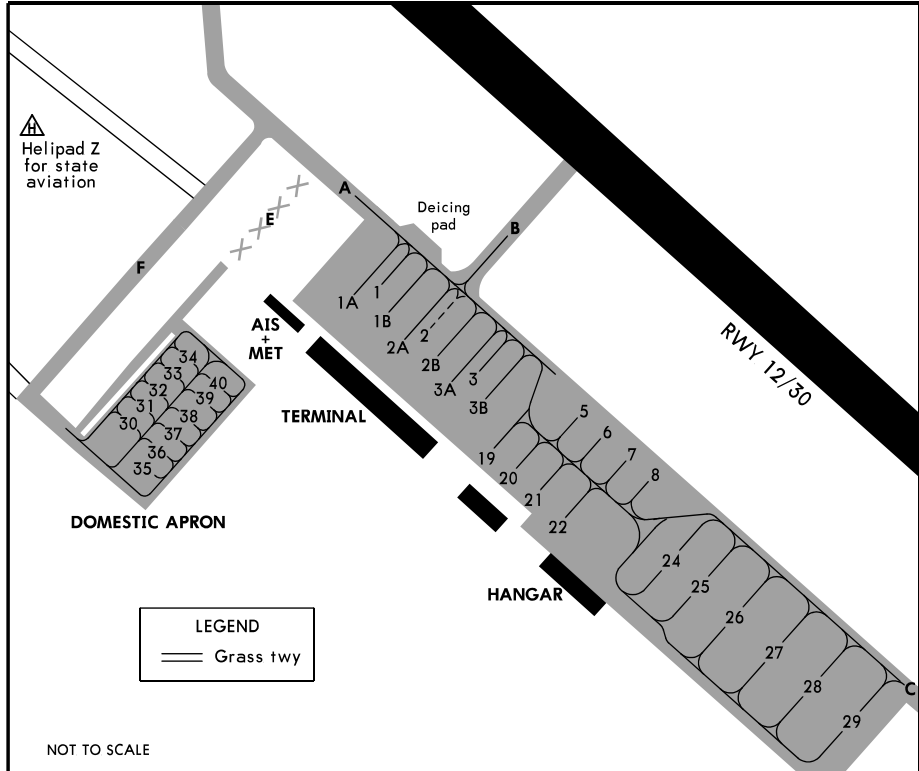 H
Helipad Z
for state
aviation
A
Deicing
pad
E
B
F
1A
1
1B
2A
2
2B
3A
3
3B
AIS
+
MET
TERMINAL
RWY 12/30
34
33
32
31
30
40
39
38
37
36
35
DOMESTIC APRON
5
6
7
8
19
20
21
22
HANGAR
24
25
26
27
28
29
C
LEGEND
Grass twy
NOT TO SCALE